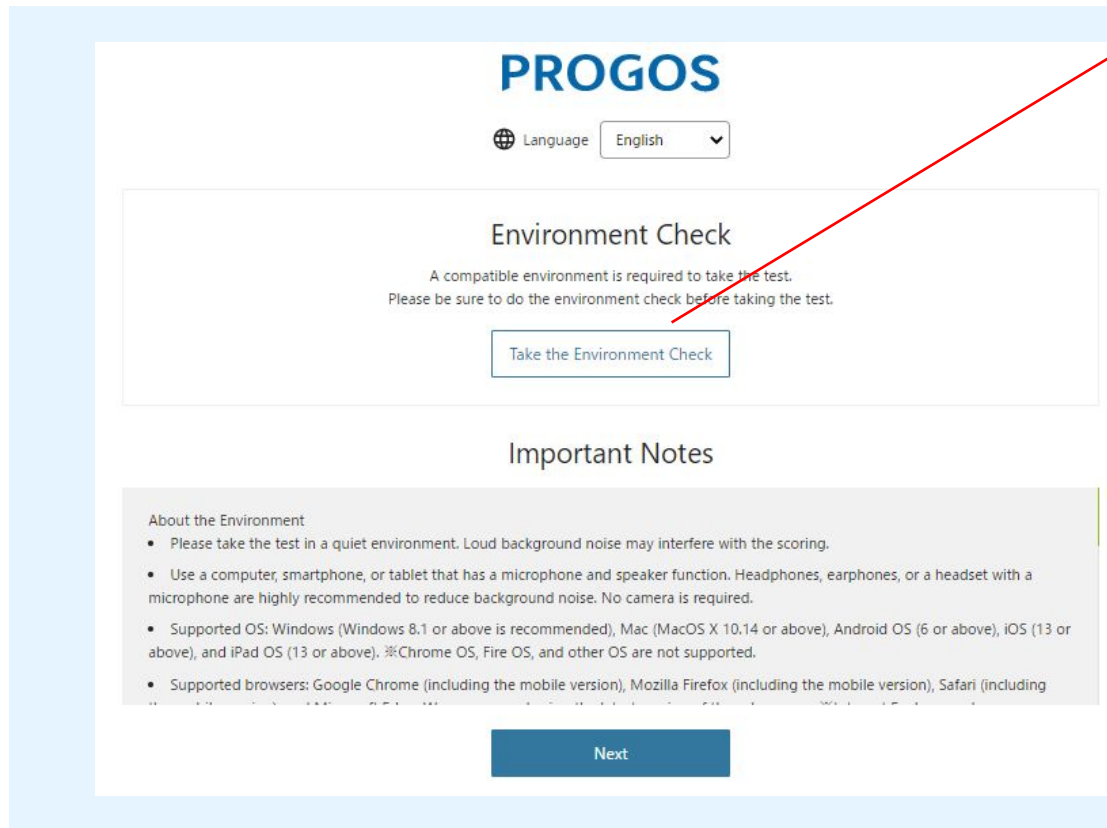 PROGOS
Language English
Environment Check
A compatible environment is required to take the test.
Please be sure to do the environment check before taking the test.
Take the Environment Check
Important Notes
About the Environment
• Please take the test in a quiet environment. Loud background noise may interfere with the scoring.
• Use a computer, smartphone, or tablet that has a microphone and speaker function. Headphones, earphones, or a headset with a
microphone are highly recommended to reduce background noise. No camera is required.
• Supported OS: Windows (Windows 8.1 or above is recommended), Mac (MacOS X 10.14 or above), Android OS (6 or above), iOS (13 or
above), and iPad OS (13 or above). ※Chrome OS, Fire OS, and other OS are not supported.
• Supported browsers: Google Chrome (including the mobile version), Mozilla Firefox (including the mobile version), Safari (including
Next